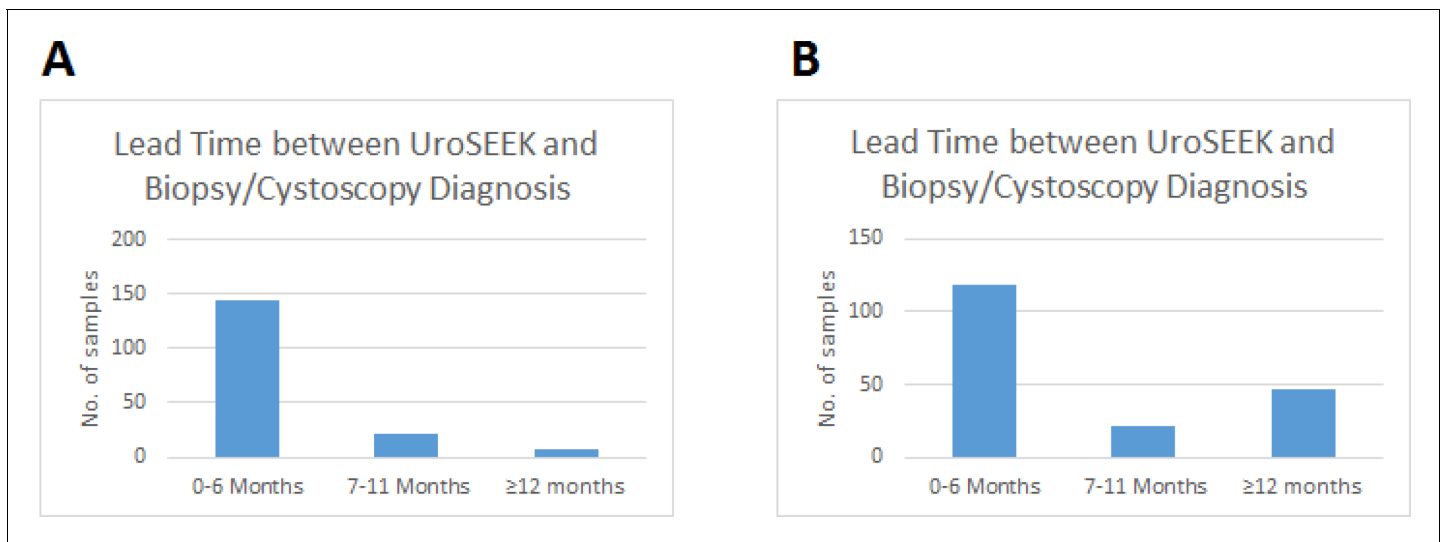 A
Lead Time between UroSEEK and
Biopsy/Cystoscopy Diagnosis
200
150
100
50
0
No. of samples
0-6 Months
7-11 Months
≥12 months
B
Lead Time between UroSEEK and
Biopsy/Cystoscopy Diagnosis
150
100
50
0
No. of samples
0-6 Months
7-11 Months
≥12 months